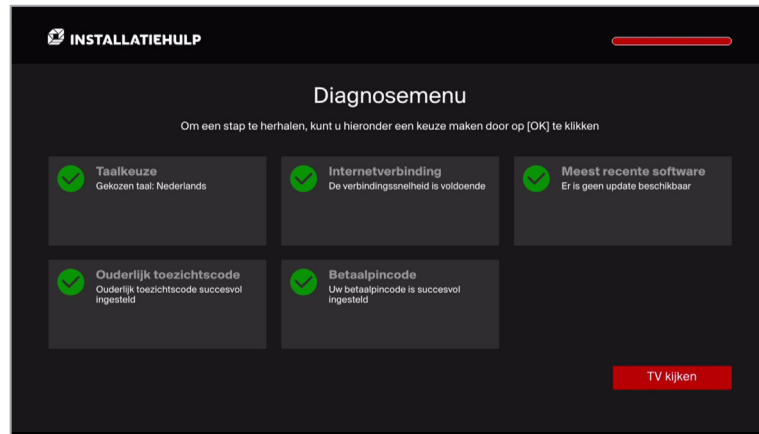 INSTALLATIEHULP
Diagnosemenu
Om een stap te herhalen, kunt u hieronder een keuze maken door op [OK] te klikken
Taalkeuze
Gekozen taal: Nederlands
Internetverbinding
De verbindingssnelheid is voldoende
Meest recente software
Er is geen update beschikbaar
Ouderlijk toezichtscode
Ouderlijk toezichtscode succesvol
ingesteld
Betaalpincode
Uw betaalpincode is succesvol
ingesteld
TV kijken